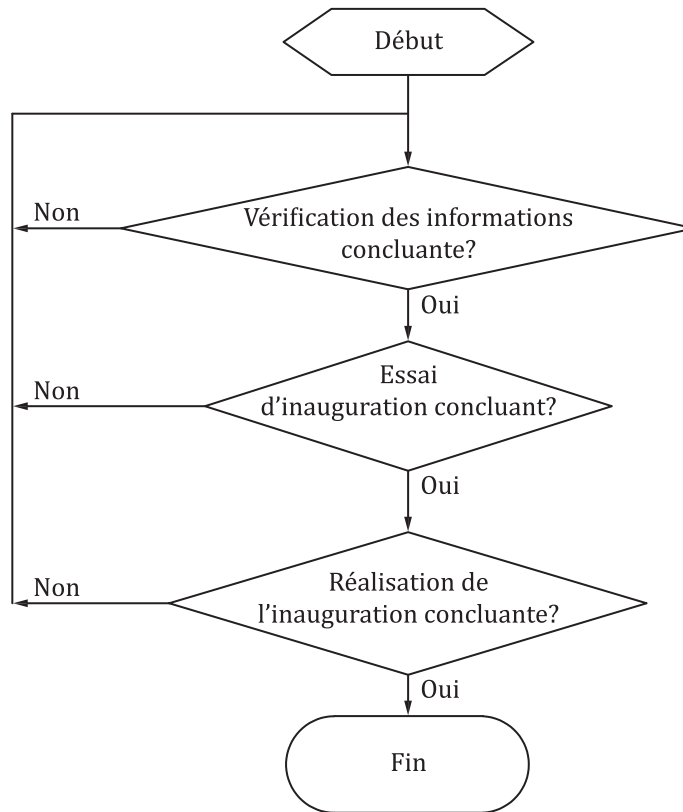 Début
Non
Vérification des informations
concluante?
Oui
Non
Essai
d’inauguration concluant?
Oui
Non
Réalisation de
l’inauguration concluante?
Oui
Fin